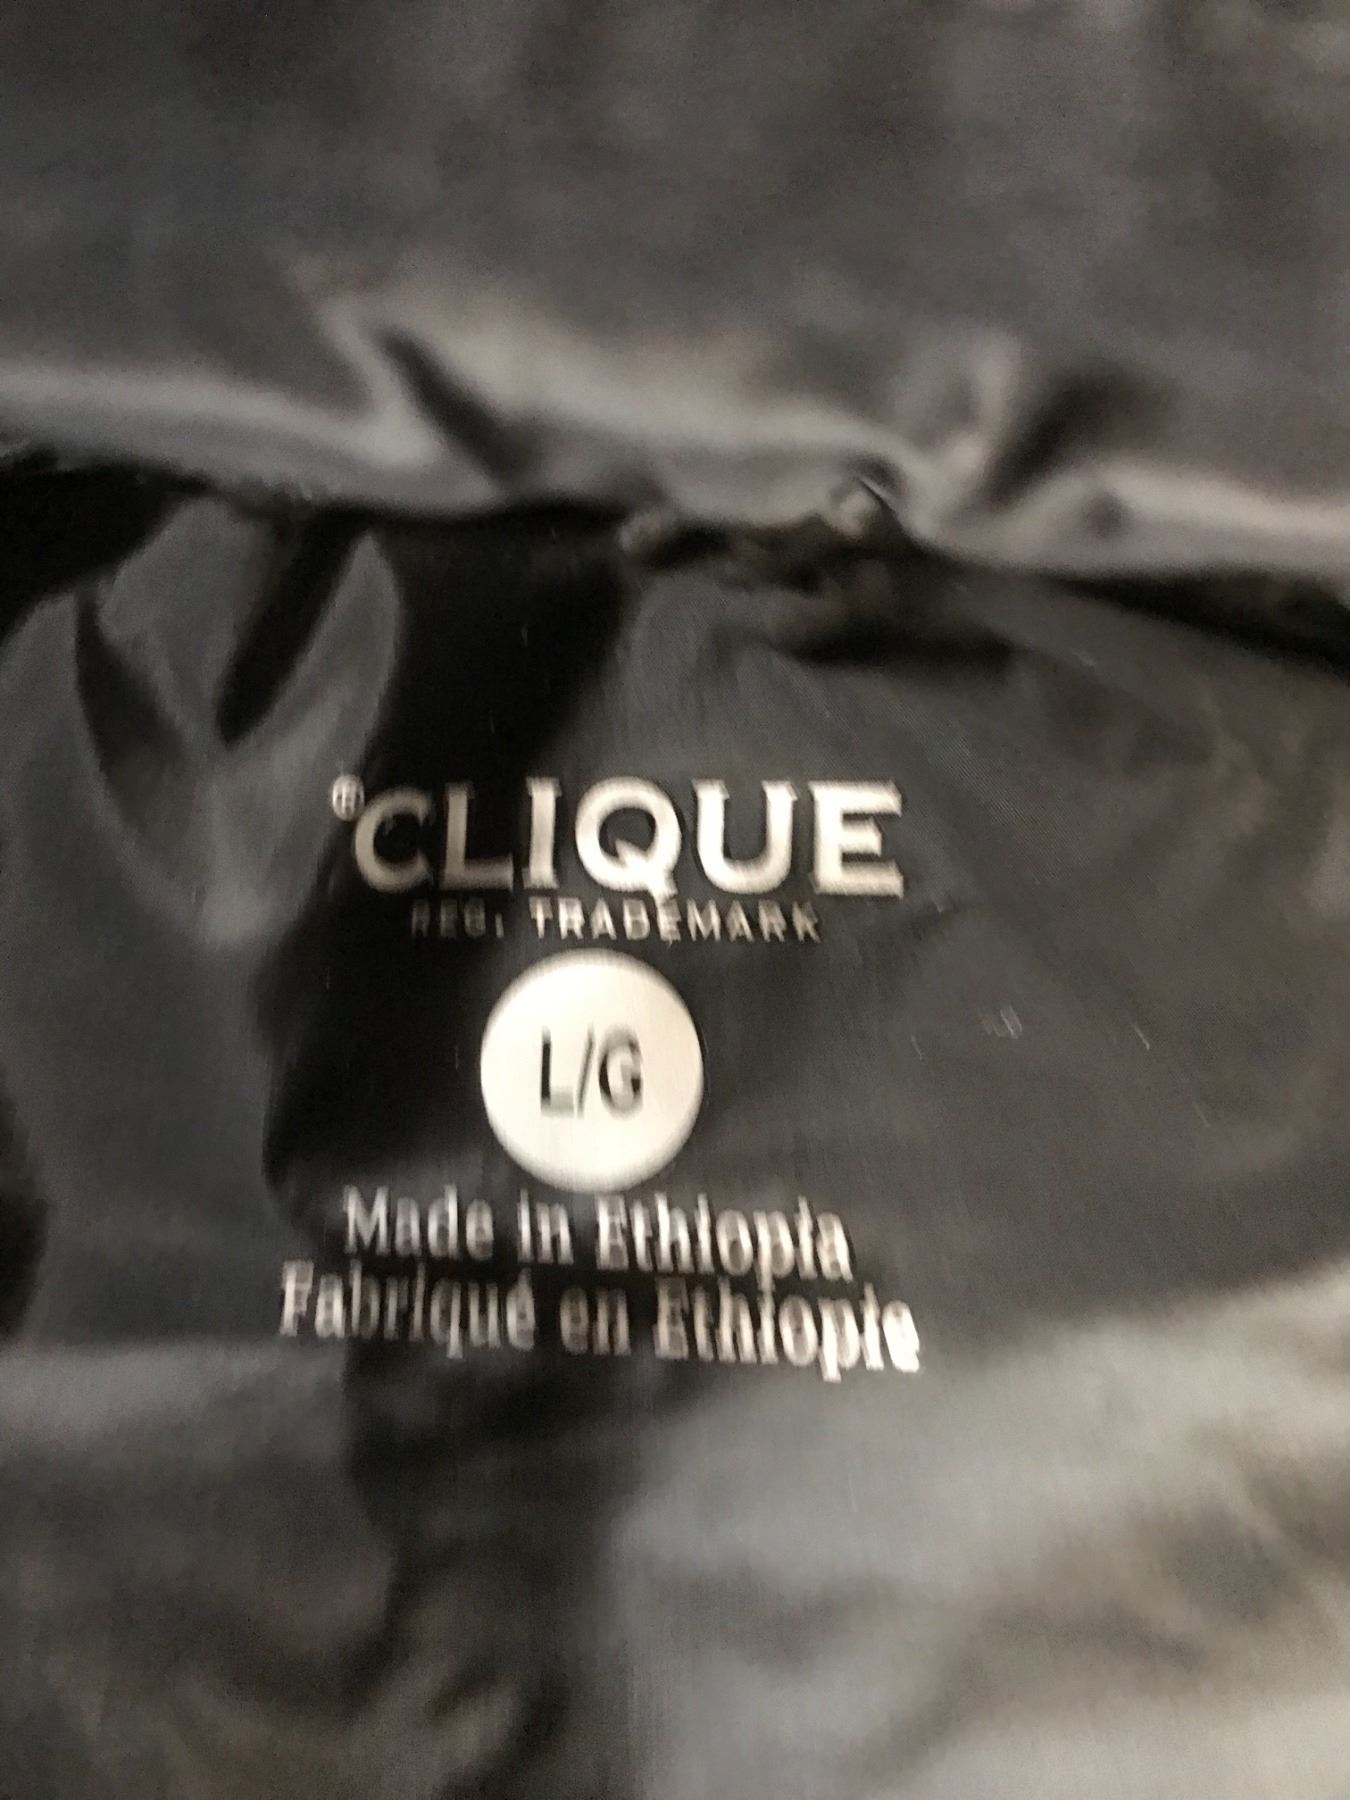 ®CLIQUE
REG. TRADEMARK
L/G
Made in Ethiopia
Fabriqué en Ethiopie